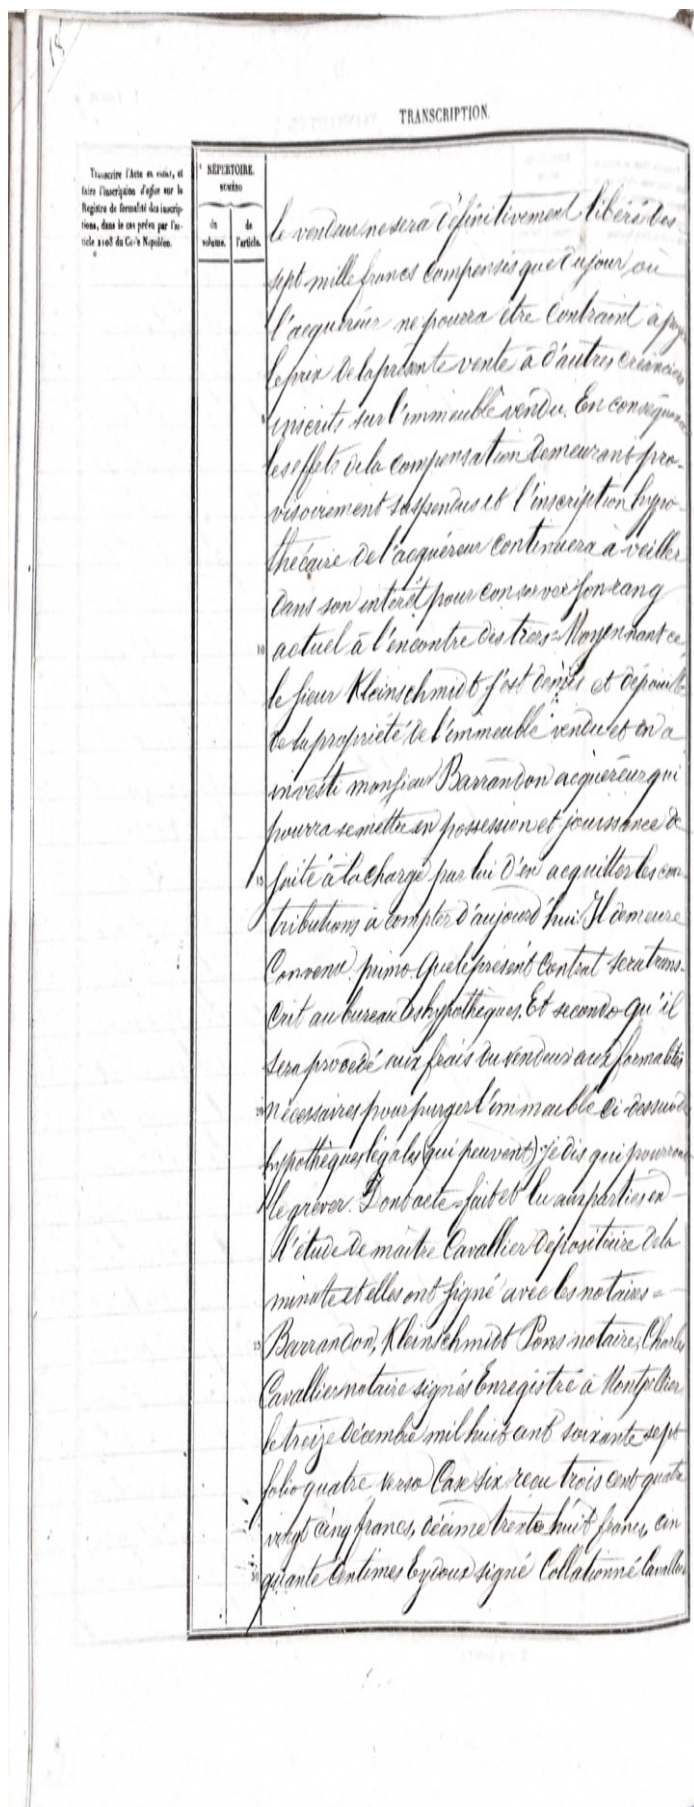 18
TRANSCRIPTION.
Transcrire l'Acte en entier, et
faire l'inscription d'office sur le
Registre de formalité des inscrip-
tions, dans le cas prévu par l'ar-
ticle 2108 du Code Napoléon.
RÉPERTOIRE.
NUMÉRO
du
volume.
de
l'article.
le vendeur ne sera définitivement libéré des
sept mille francs compensés que du jour où
l'acquéreur ne pourra être contraint à payer
le prix de la présente vente à d'autres créanciers
5 inscrits sur l'immeuble vendu. En conséquence
les effets de la compensation demeurant pro-
visoirement suspendus et l'inscription hypo-
thécaire de l'acquéreur continuera à veiller
dans son intérêt pour conserver son rang
10 actuel à l'encontre des tiers = Moyennant ce
le sieur Kleinschmidt s'est demis et dépouillé
de la propriété de l'immeuble vendu et en a
investi monsieur Barrandon acquéreur qui
pourra se mettre en possession et jouissance de
15 suite à la charge par lui d'en acquitter les con-
tributions à compter d'aujourd'hui. Il demeure
Convenu. primo. Que le présent Contrat sera trans-
crit au bureau des hypothèques. Et secondo. Qu'il
sera procédé aux frais du vendeur aux formalités
20 nécessaires pour purger l'immeuble ci-dessus des
hypothèques légales (qui peuvent) je dis qui pourront
le grever. Dont acte = fait et lu aux parties en
l'étude de maître Cavallier dépositaire de la
minute et elles ont signé avec les notaires =
25 Barrandon, Kleinschmidt Pons notaire, Charles
Cavallier notaire signés Enregistré à Montpellier
le treize décembre mil huit cent soixante sept
folio quatre verso Case six reçu trois cent quatre
vingt cinq francs, décime trente huit francs, cin
30 quante centimes Eydoux signé Collationné Cavallier